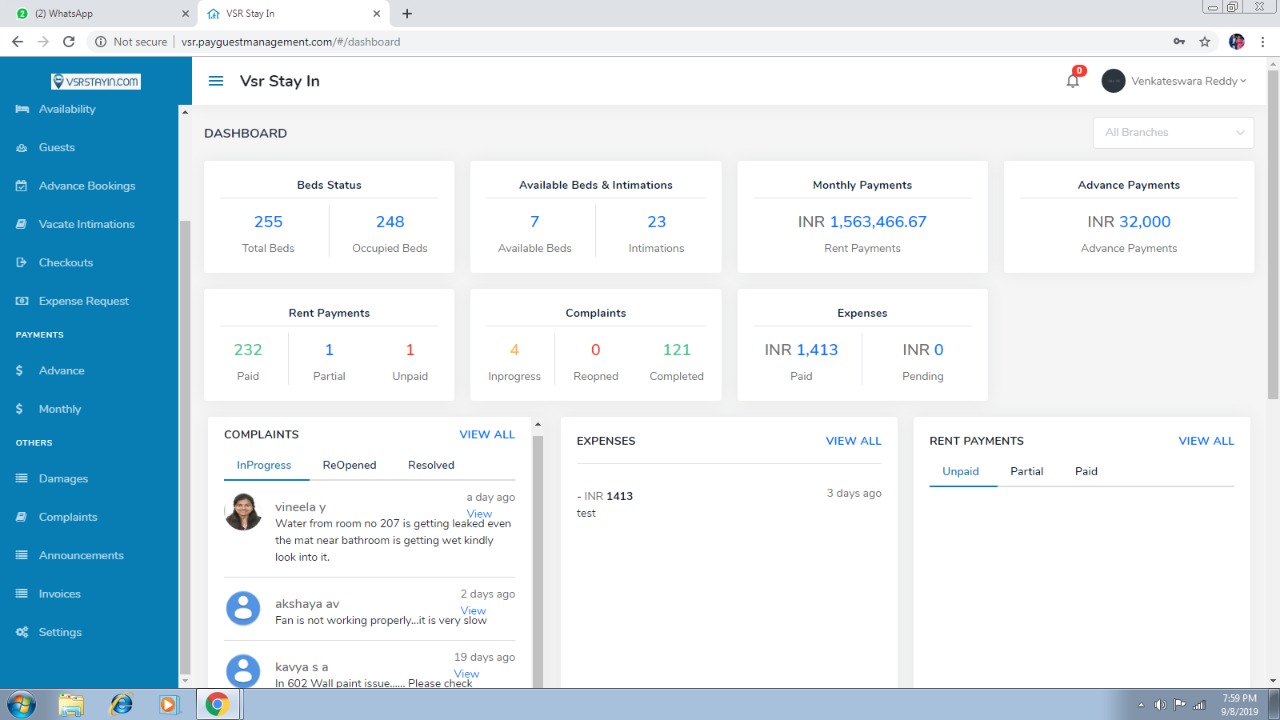 (2) WhatsApp
VSR Stay In
Not secure | vsr.payguestmanagement.com/#/dashboard
VSRSTAYIN.COM
Availability
Guests
Advance Bookings
Vacate Intimations
Checkouts
Expense Request
PAYMENTS
Advance
Monthly
OTHERS
Damages
Complaints
Announcements
Invoices
Settings
Vsr Stay In
0
Venkateswara Reddy
DASHBOARD
All Branches
Beds Status
255 248
Total Beds Occupied Beds
Available Beds & Intimations
7 23
Available Beds Intimations
Monthly Payments
INR 1,563,466.67
Rent Payments
Advance Payments
INR 32,000
Advance Payments
Rent Payments
232 1 1
Paid Partial Unpaid
Complaints
4 0 121
Inprogress Reopned Completed
Expenses
INR 1,413 INR 0
Paid Pending
COMPLAINTS VIEW ALL
InProgress ReOpened Resolved
a day ago
vineela y
View
Water from room no 207 is getting leaked even
the mat near bathroom is getting wet kindly
look into it.
2 days ago
akshaya av
View
Fan is not working properly...it is very slow
19 days ago
kavya s a
View
In 602 Wall paint issue...... Please check
EXPENSES VIEW ALL
- INR 1413 3 days ago
test
RENT PAYMENTS VIEW ALL
Unpaid Partial Paid
7:59 PM
9/8/2019